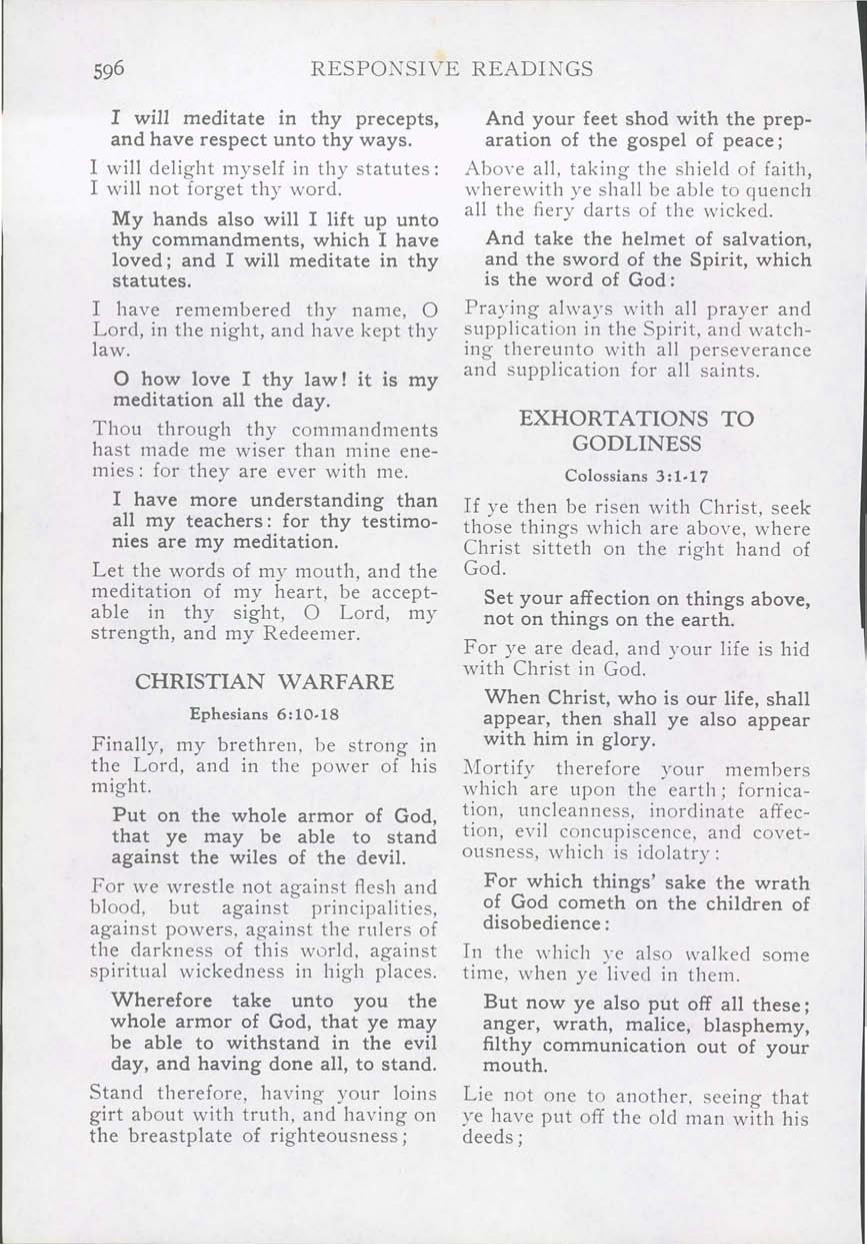 596 RESPONSIVE READINGS
I will meditate in thy precepts,
and have respect unto thy ways.
I will delight myself in thy statutes:
I will not forget thy word.
My hands also will I lift up unto
thy commandments, which I have
loved; and I will meditate in thy
statutes.
I have remembered thy name, O
Lord, in the night, and have kept thy
law.
O how love I thy law! it is my
meditation all the day.
Thou through thy commandments
hast made me wiser than mine ene-
mies: for they are ever with me.
I have more understanding than
all my teachers: for thy testimo-
nies are my meditation.
Let the words of my mouth, and the
meditation of my heart, be accept-
able in thy sight, O Lord, my
strength, and my Redeemer.
CHRISTIAN WARFARE
Ephesians 6:10-18
Finally, my brethren, be strong in
the Lord, and in the power of his
might.
Put on the whole armor of God,
that ye may be able to stand
against the wiles of the devil.
For we wrestle not against flesh and
blood, but against principalities,
against powers, against the rulers of
the darkness of this world, against
spiritual wickedness in high places.
Wherefore take unto you the
whole armor of God, that ye may
be able to withstand in the evil
day, and having done all, to stand.
Stand therefore, having your loins
girt about with truth, and having on
the breastplate of righteousness;
And your feet shod with the prep-
aration of the gospel of peace;
Above all, taking the shield of faith,
wherewith ye shall be able to quench
all the fiery darts of the wicked.
And take the helmet of salvation,
and the sword of the Spirit, which
is the word of God:
Praying always with all prayer and
supplication in the Spirit, and watch-
ing thereunto with all perseverance
and supplication for all saints.
EXHORTATIONS TO
GODLINESS
Colossians 3:1-17
If ye then be risen with Christ, seek
those things which are above, where
Christ sitteth on the right hand of
God.
Set your affection on things above,
not on things on the earth.
For ye are dead, and your life is hid
with Christ in God.
When Christ, who is our life, shall
appear, then shall ye also appear
with him in glory.
Mortify therefore your members
which are upon the earth; fornica-
tion, uncleanness, inordinate affec-
tion, evil concupiscence, and covet-
ousness, which is idolatry:
For which things' sake the wrath
of God cometh on the children of
disobedience:
In the which ye also walked some
time, when ye lived in them.
But now ye also put off all these;
anger, wrath, malice, blasphemy,
filthy communication out of your
mouth.
Lie not one to another, seeing that
ye have put off the old man with his
deeds;